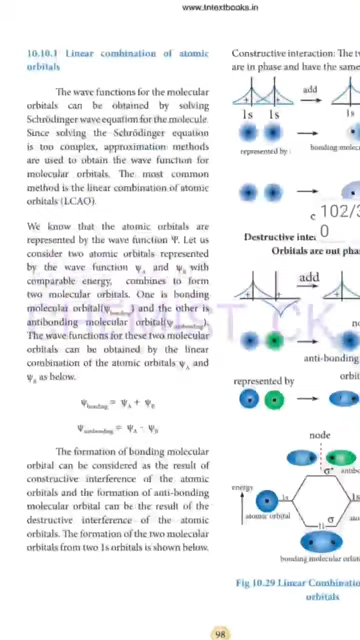 www.tntextbooks.in
10.10.1 Linear combination of atomic
orbitals
The wave functions for the molecular
orbitals can be obtained by solving
Schrödinger wave equation for the molecule.
Since solving the Schrödinger equation
is too complex, approximation methods
are used to obtain the wave function for
molecular orbitals. The most common
method is the linear combination of atomic
orbitals (LCAO).
We know that the atomic orbitals are
represented by the wave function Ψ. Let us
consider two atomic orbitals represented
by the wave function ψA and ψB with
comparable energy, combines to form
two molecular orbitals. One is bonding
molecular orbital(ψbonding) and the other is
antibonding molecular orbital(ψantibonding).
The wave functions for these two molecular
orbitals can be obtained by the linear
combination of the atomic orbitals ψA and
ψB as below.
ψbonding = ψA + ψB
ψantibonding = ψA - ψB
The formation of bonding molecular
orbital can be considered as the result of
constructive interference of the atomic
orbitals and the formation of anti-bonding
molecular orbital can be the result of the
destructive interference of the atomic
orbitals. The formation of the two molecular
orbitals from two 1s orbitals is shown below.
Constructive interaction: The
are in phase and have the same
add
+ +
1s 1s 1s
represented by
bonding
102/3
0
Destructive
Orbitals are out
add
+
anti-bonding
represented by
node
σ*
energy
1s 1s
atomic orbital
σ
bonding molecular
Fig 10.29 Linear
orbitals
98